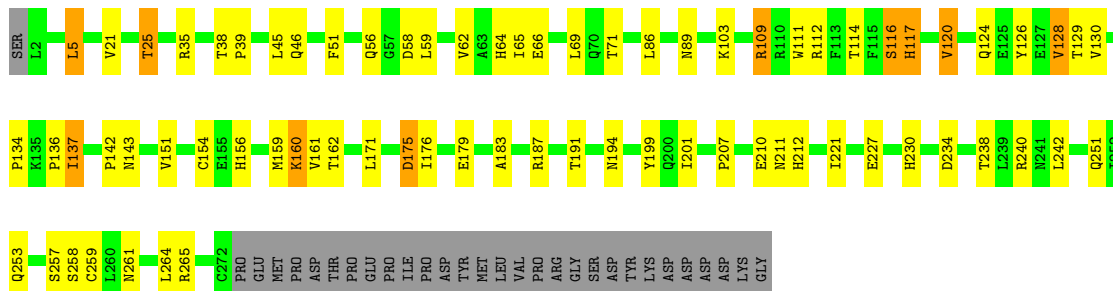 SER L2 L5 V21 T25 R35 T38 P39 L45 Q46 F51 Q56 G57 D58 L59 V62 A63 H64 I65 E66 L69 Q70 T71 L86 N89 K103 R109 R110 W111 R112 F113 T114 F115 S116 H117 V120 Q124 E125 Y126 E127 V128 T129 V130
P134 K135 P136 I137 P142 N143 V151 C154 E155 H156 M159 K160 V161 T162 L171 D175 I176 E179 A183 R187 T191 N194 Y199 Q200 I201 P207 E210 N211 H212 I221 E227 H230 D234 T238 L239 R240 N241 L242 Q251
Q253 S257 S258 C259 L260 N261 L264 R265 C272 PRO GLU MET PRO ASP THR PRO GLU PRO ILE PRO ASP TYR MET LEU VAL PRO ARG GLY SER ASP TYR LYS ASP ASP ASP ASP LYS GLY